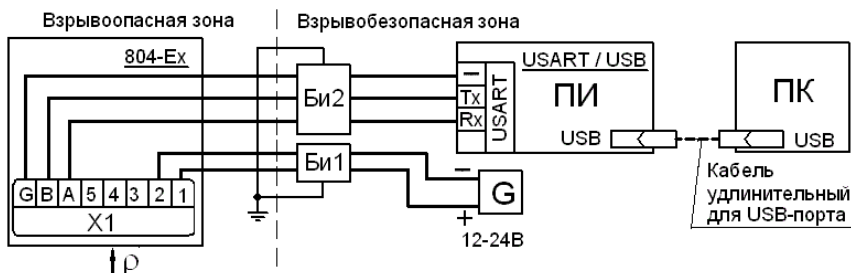 Взрывоопасная зона
Взрывобезопасная зона
804-Ex
USART / USB
Би2
–
Tx
Rx
USART
ПИ
ПК
USB
USB
Би1
G B A 5 4 3 2 1
X1
–
G
+
12-24В
Кабель
удлинительный
для USB-порта
ρ